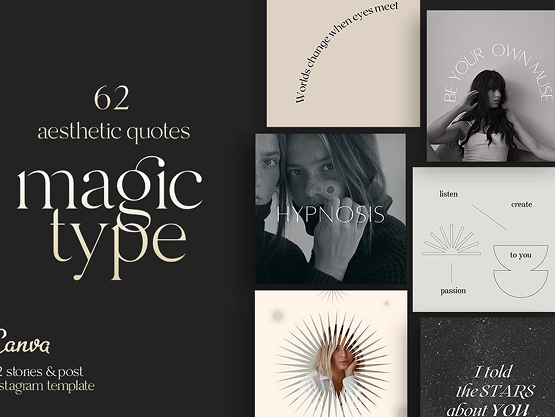 62
aesthetic quotes
magic
type
Canva
2 stories & post
nstagram template
Worlds change when eyes meet
BE YOUR OWN MUSE
HYPNOSIS
listen
create
to you
passion
I told
the STARS
about YOU